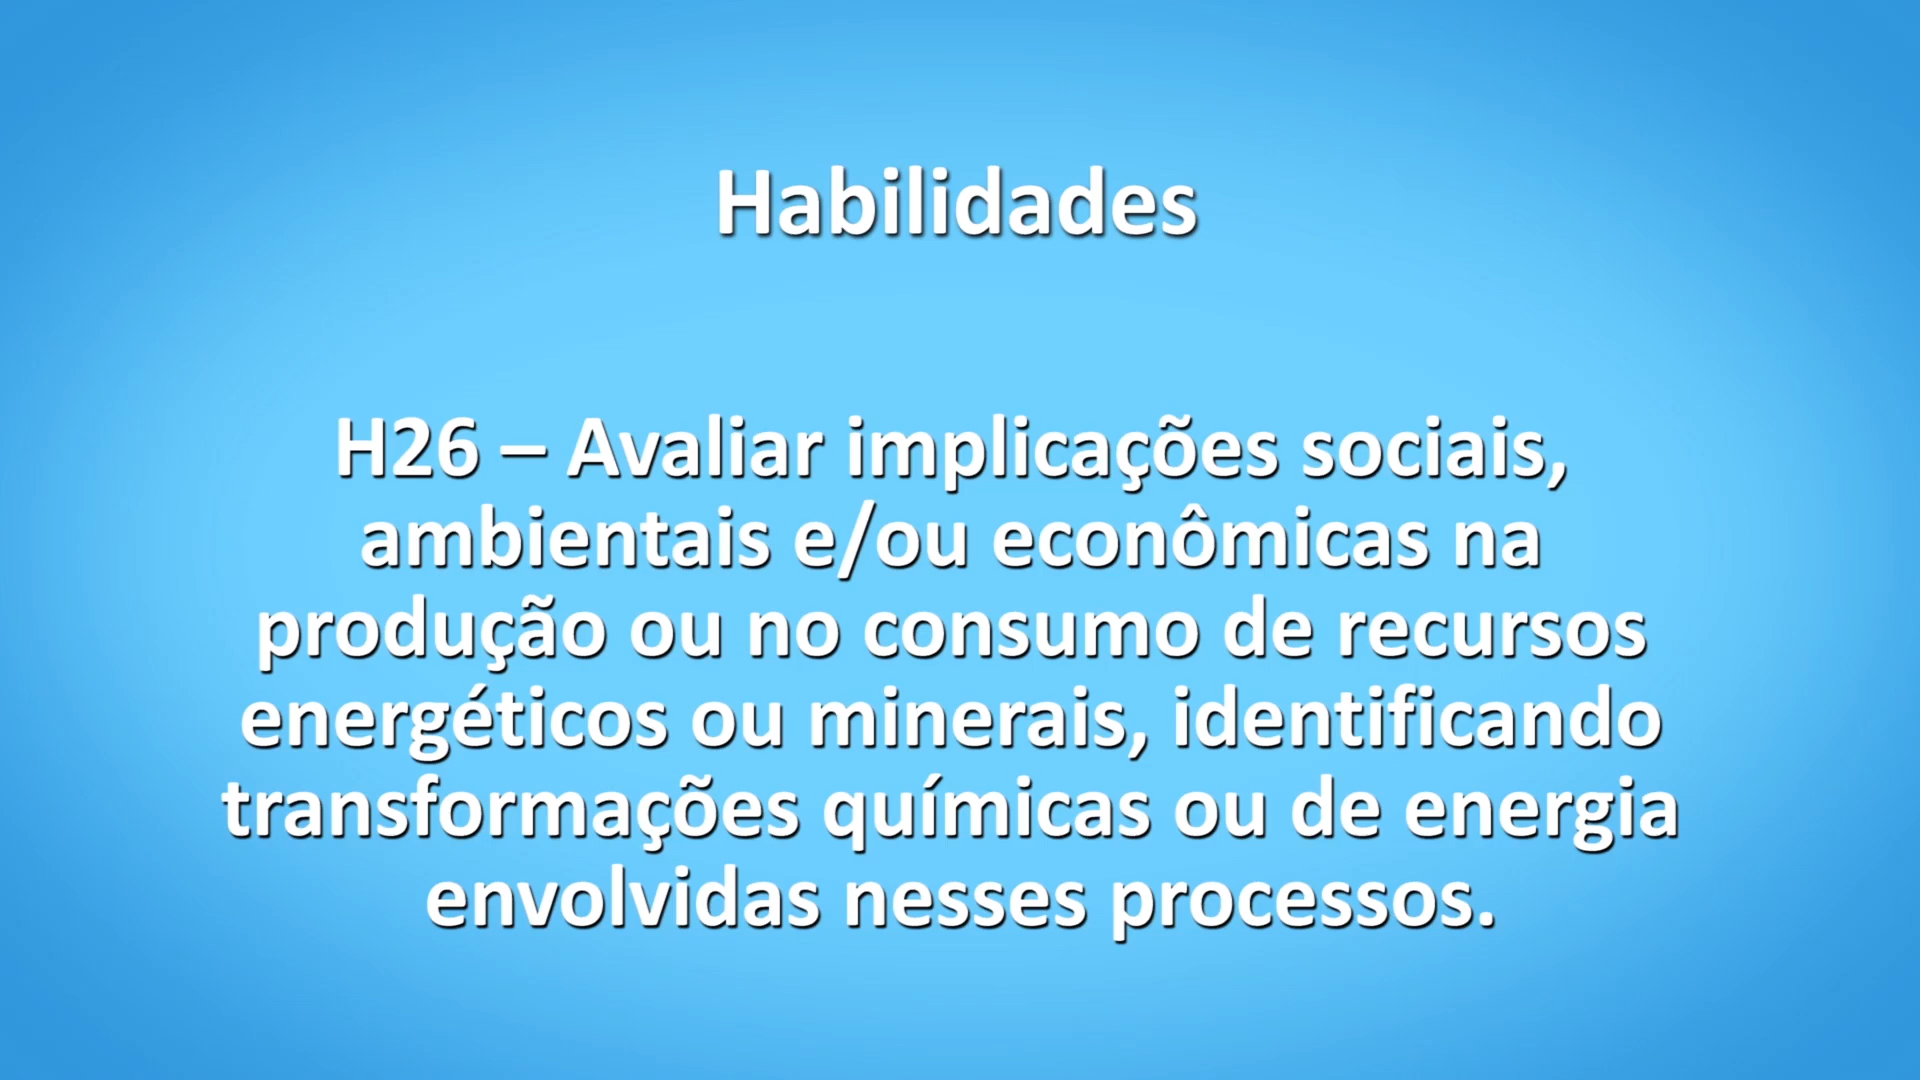 Habilidades
H26 – Avaliar implicações sociais,
ambientais e/ou econômicas na
produção ou no consumo de recursos
energéticos ou minerais, identificando
transformações químicas ou de energia
envolvidas nesses processos.